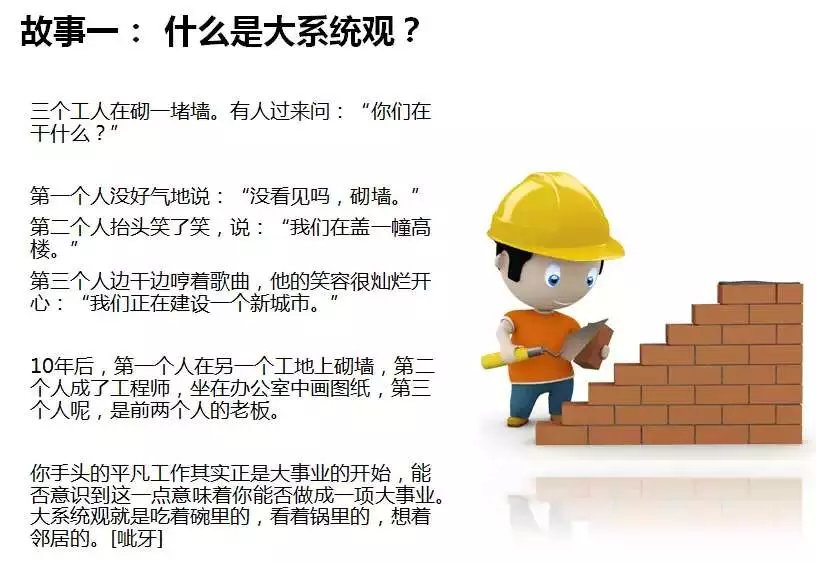 故事一： 什么是大系统观？
三个工人在砌一堵墙。有人过来问：“你们在
干什么？”
第一个人没好气地说：“没看见吗，砌墙。”
第二个人抬头笑了笑，说：“我们在盖一幢高
楼。”
第三个人边干边哼着歌曲，他的笑容很灿烂开
心：“我们正在建设一个新城市。”
10年后，第一个人在另一个工地上砌墙，第二
个人成了工程师，坐在办公室中画图纸，第三
个人呢，是前两个人的老板。
你手头的平凡工作其实正是大事业的开始，能
否意识到这一点意味着你能否做成一项大事业。
大系统观就是吃着碗里的，看着锅里的，想着
邻居的。[呲牙]